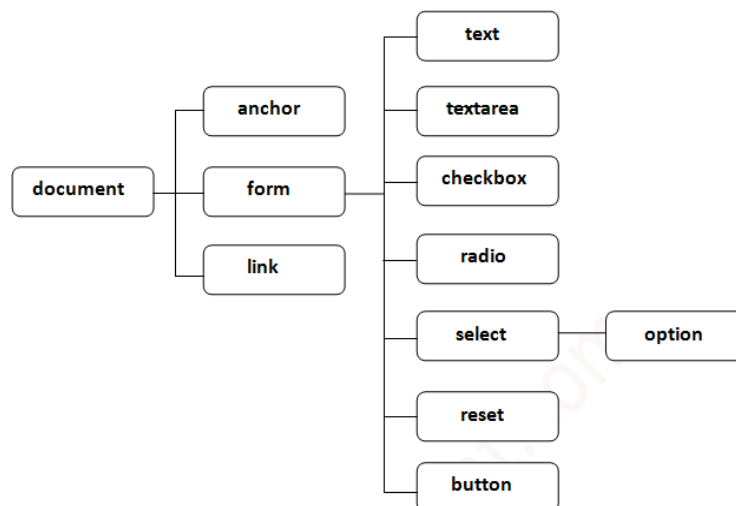 text
anchor
textarea
document
form
checkbox
link
radio
select
option
reset
button